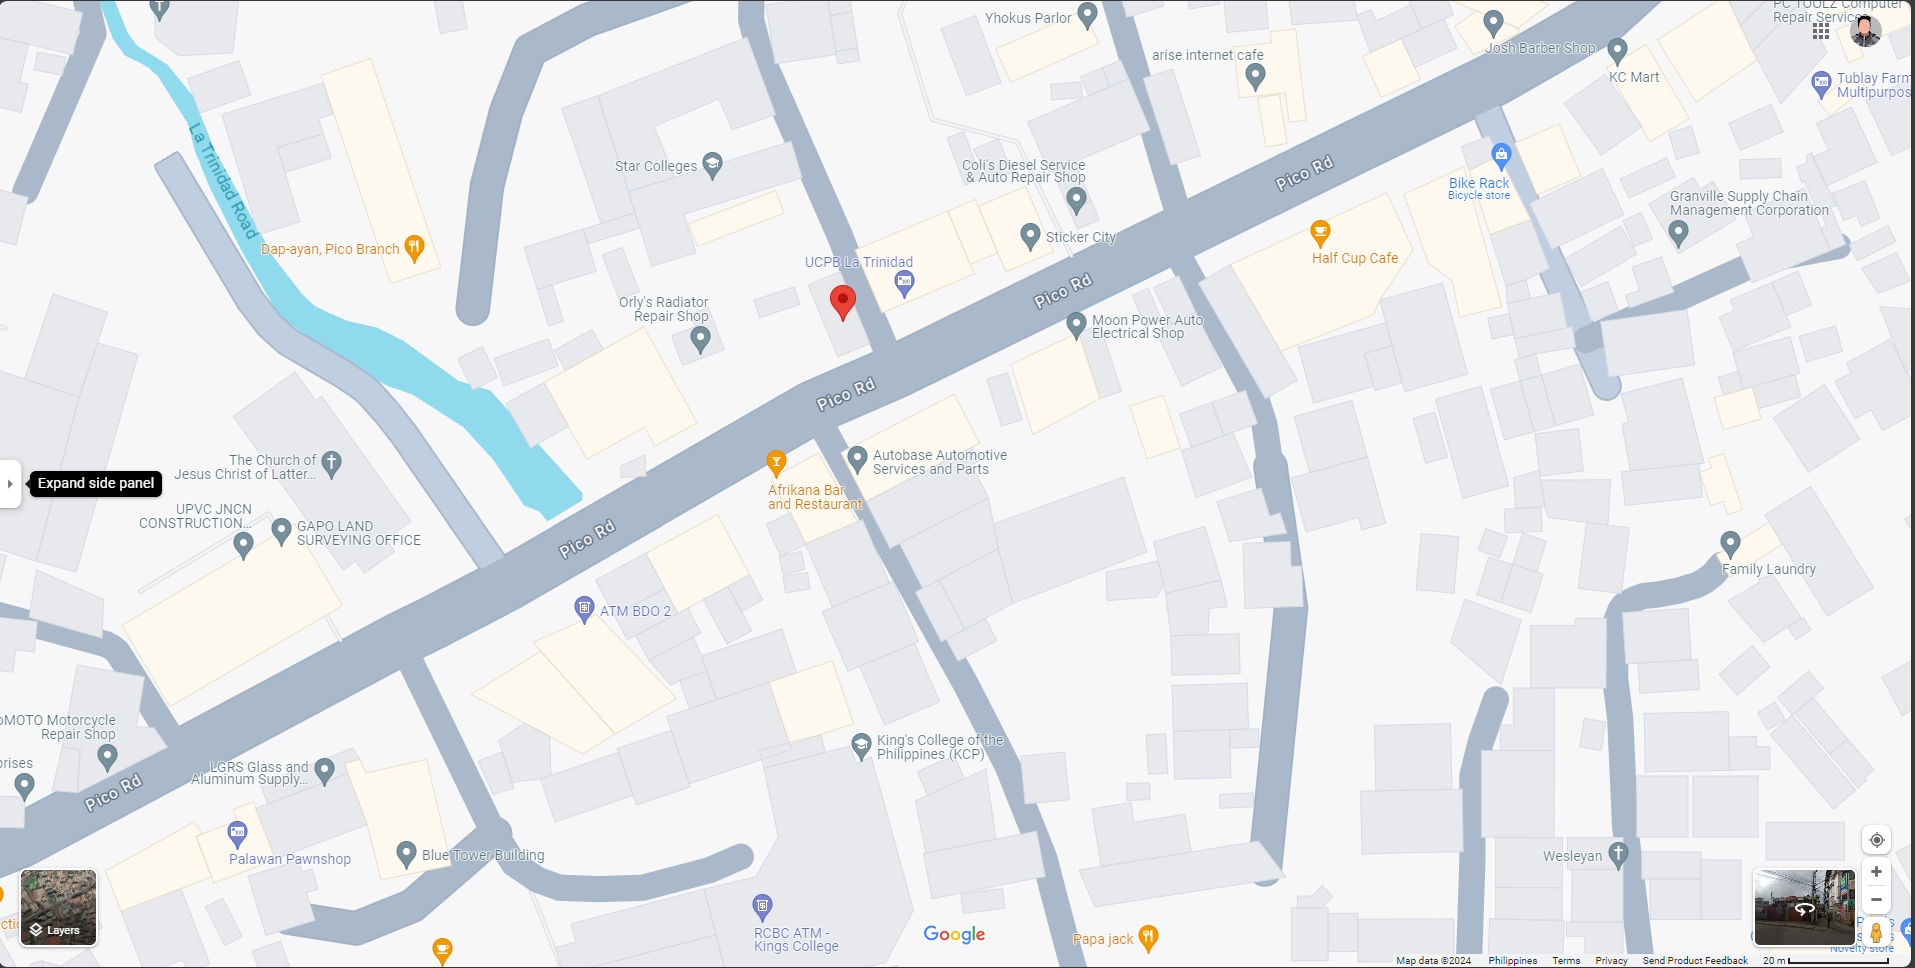 Yhokus Parlor
PC TOOLZ Computer
Repair Services
Josh Barber Shop
arise internet cafe
KC Mart
Tublay Farm
Multipurpos
La Trinidad Road
Star Colleges
Coli's Diesel Service
& Auto Repair Shop
Pico Rd
Bike Rack
Bicycle store
Granville Supply Chain
Management Corporation
Dap-ayan, Pico Branch
Sticker City
UCPB La Trinidad
Half Cup Cafe
Pico Rd
Orly's Radiator
Repair Shop
Moon Power Auto
Electrical Shop
Pico Rd
The Church of
Jesus Christ of Latter...
Autobase Automotive
Services and Parts
Expand side panel
Afrikana Bar
and Restaurant
UPVC JNCN
CONSTRUCTION...
GAPO LAND
SURVEYING OFFICE
Pico Rd
Family Laundry
ATM BDO 2
oMOTO Motorcycle
Repair Shop
King's College of the
Philippines (KCP)
prises
LGRS Glass and
Aluminum Supply...
Pico Rd
Palawan Pawnshop
Blue Tower Building
Wesleyan
Layers
RCBC ATM -
Kings College
Google
Papa jack
Novelty store
Map data ©2024
Philippines
Terms
Privacy
Send Product Feedback
20 m